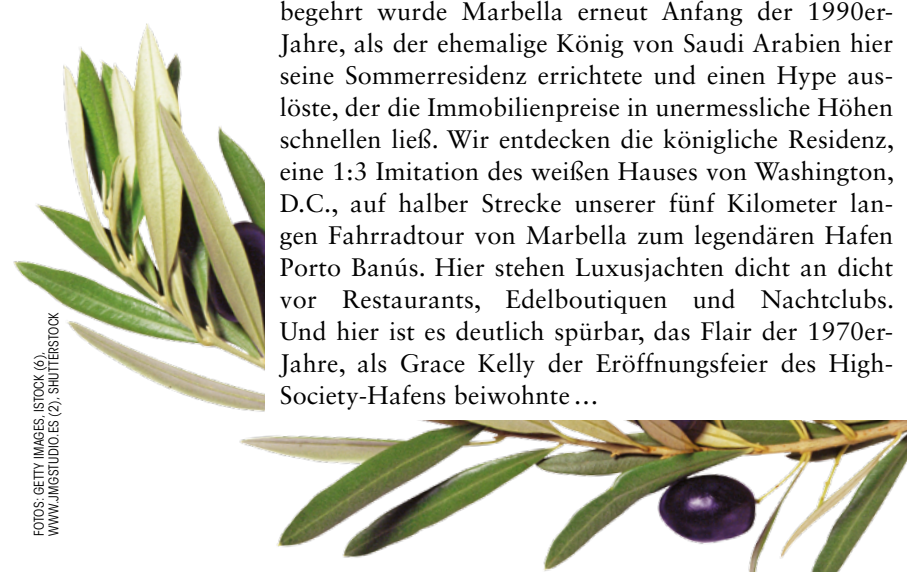 begehrt wurde Marbella erneut Anfang der 1990er-
Jahre, als der ehemalige König von Saudi Arabien hier
seine Sommerresidenz errichtete und einen Hype aus-
löste, der die Immobilienpreise in unermessliche Höhen
schnellen ließ. Wir entdecken die königliche Residenz,
eine 1:3 Imitation des weißen Hauses von Washington,
D.C., auf halber Strecke unserer fünf Kilometer lan-
gen Fahrradtour von Marbella zum legendären Hafen
Porto Banús. Hier stehen Luxusjachten dicht an dicht
vor Restaurants, Edelboutiquen und Nachtclubs.
Und hier ist es deutlich spürbar, das Flair der 1970er-
Jahre, als Grace Kelly der Eröffnungsfeier des High-
Society-Hafens beiwohnte ...
FOTOS: GETTY IMAGES, ISTOCK (6),
WWW.JMGSTUDIO.ES (2), SHUTTERSTOCK